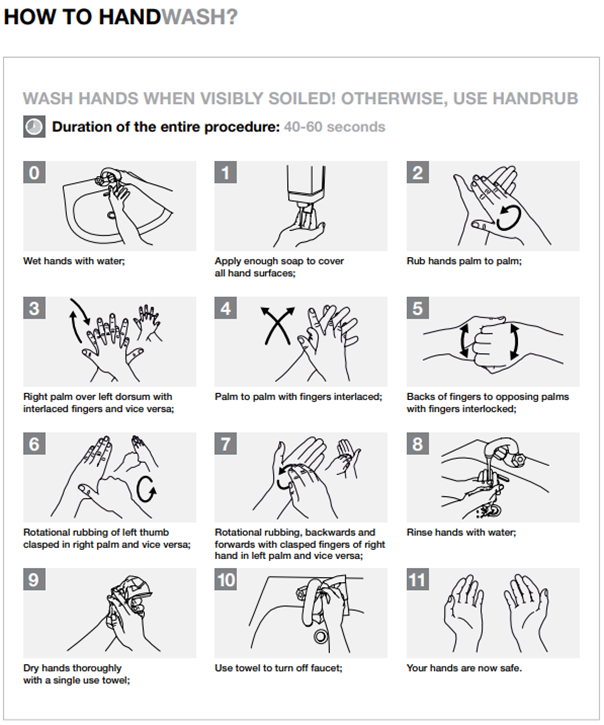 HOW TO HANDWASH?
WASH HANDS WHEN VISIBLY SOILED! OTHERWISE, USE HANDRUB
Duration of the entire procedure: 40-60 seconds
0
Wet hands with water;
1
Apply enough soap to cover
all hand surfaces;
2
Rub hands palm to palm;
3
Right palm over left dorsum with
interlaced fingers and vice versa;
4
Palm to palm with fingers interlaced;
5
Backs of fingers to opposing palms
with fingers interlocked;
6
Rotational rubbing of left thumb
clasped in right palm and vice versa;
7
Rotational rubbing, backwards and
forwards with clasped fingers of right
hand in left palm and vice versa;
8
Rinse hands with water;
9
Dry hands thoroughly
with a single use towel;
10
Use towel to turn off faucet;
11
Your hands are now safe.